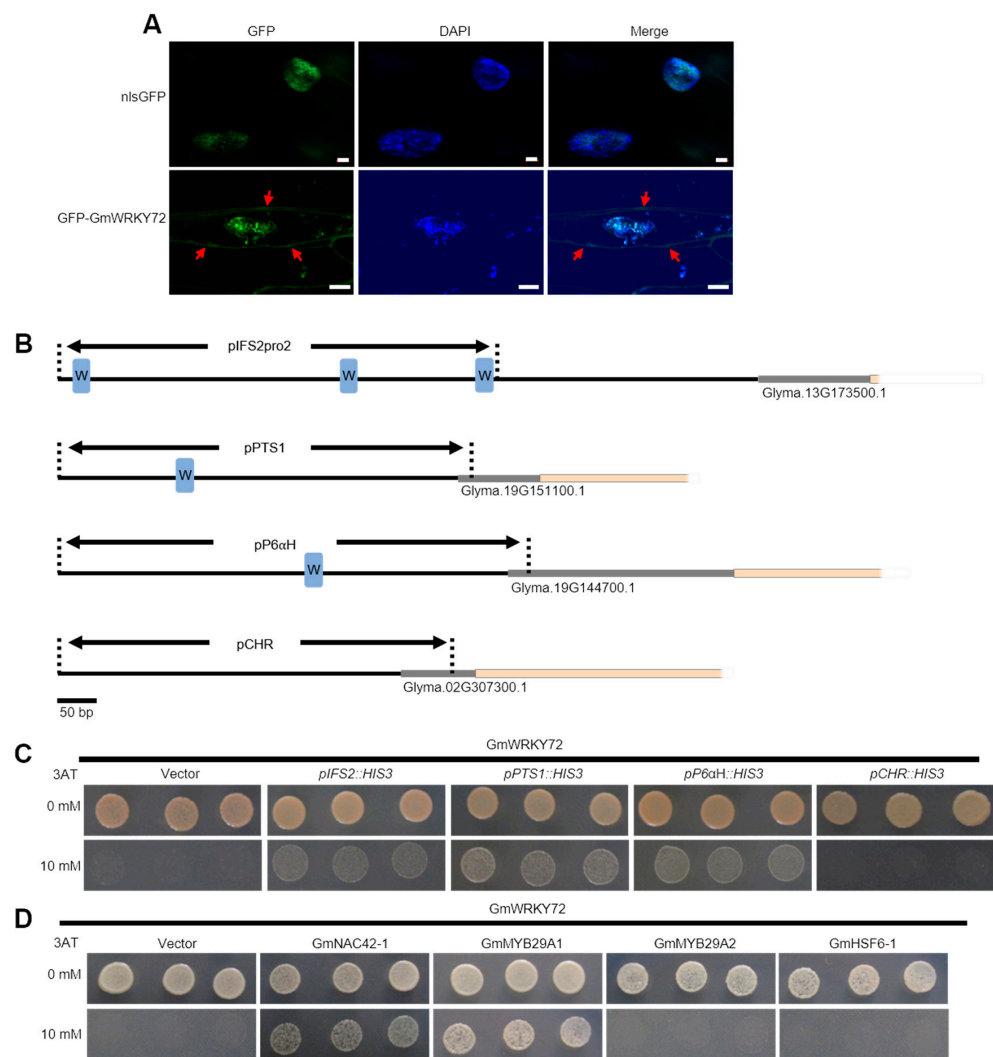 A
GFP DAPI Merge
nlsGFP
GFP-GmWRKY72
B
pIFS2pro2
W W W
Glyma.13G173500.1
pPTS1
W
Glyma.19G151100.1
pP6αH
W
Glyma.19G144700.1
pCHR
Glyma.02G307300.1
50 bp
C
GmWRKY72
3AT Vector pIFS2::HIS3 pPTS1::HIS3 pP6αH::HIS3 pCHR::HIS3
0 mM
10 mM
D
GmWRKY72
3AT Vector GmNAC42-1 GmMYB29A1 GmMYB29A2 GmHSF6-1
0 mM
10 mM